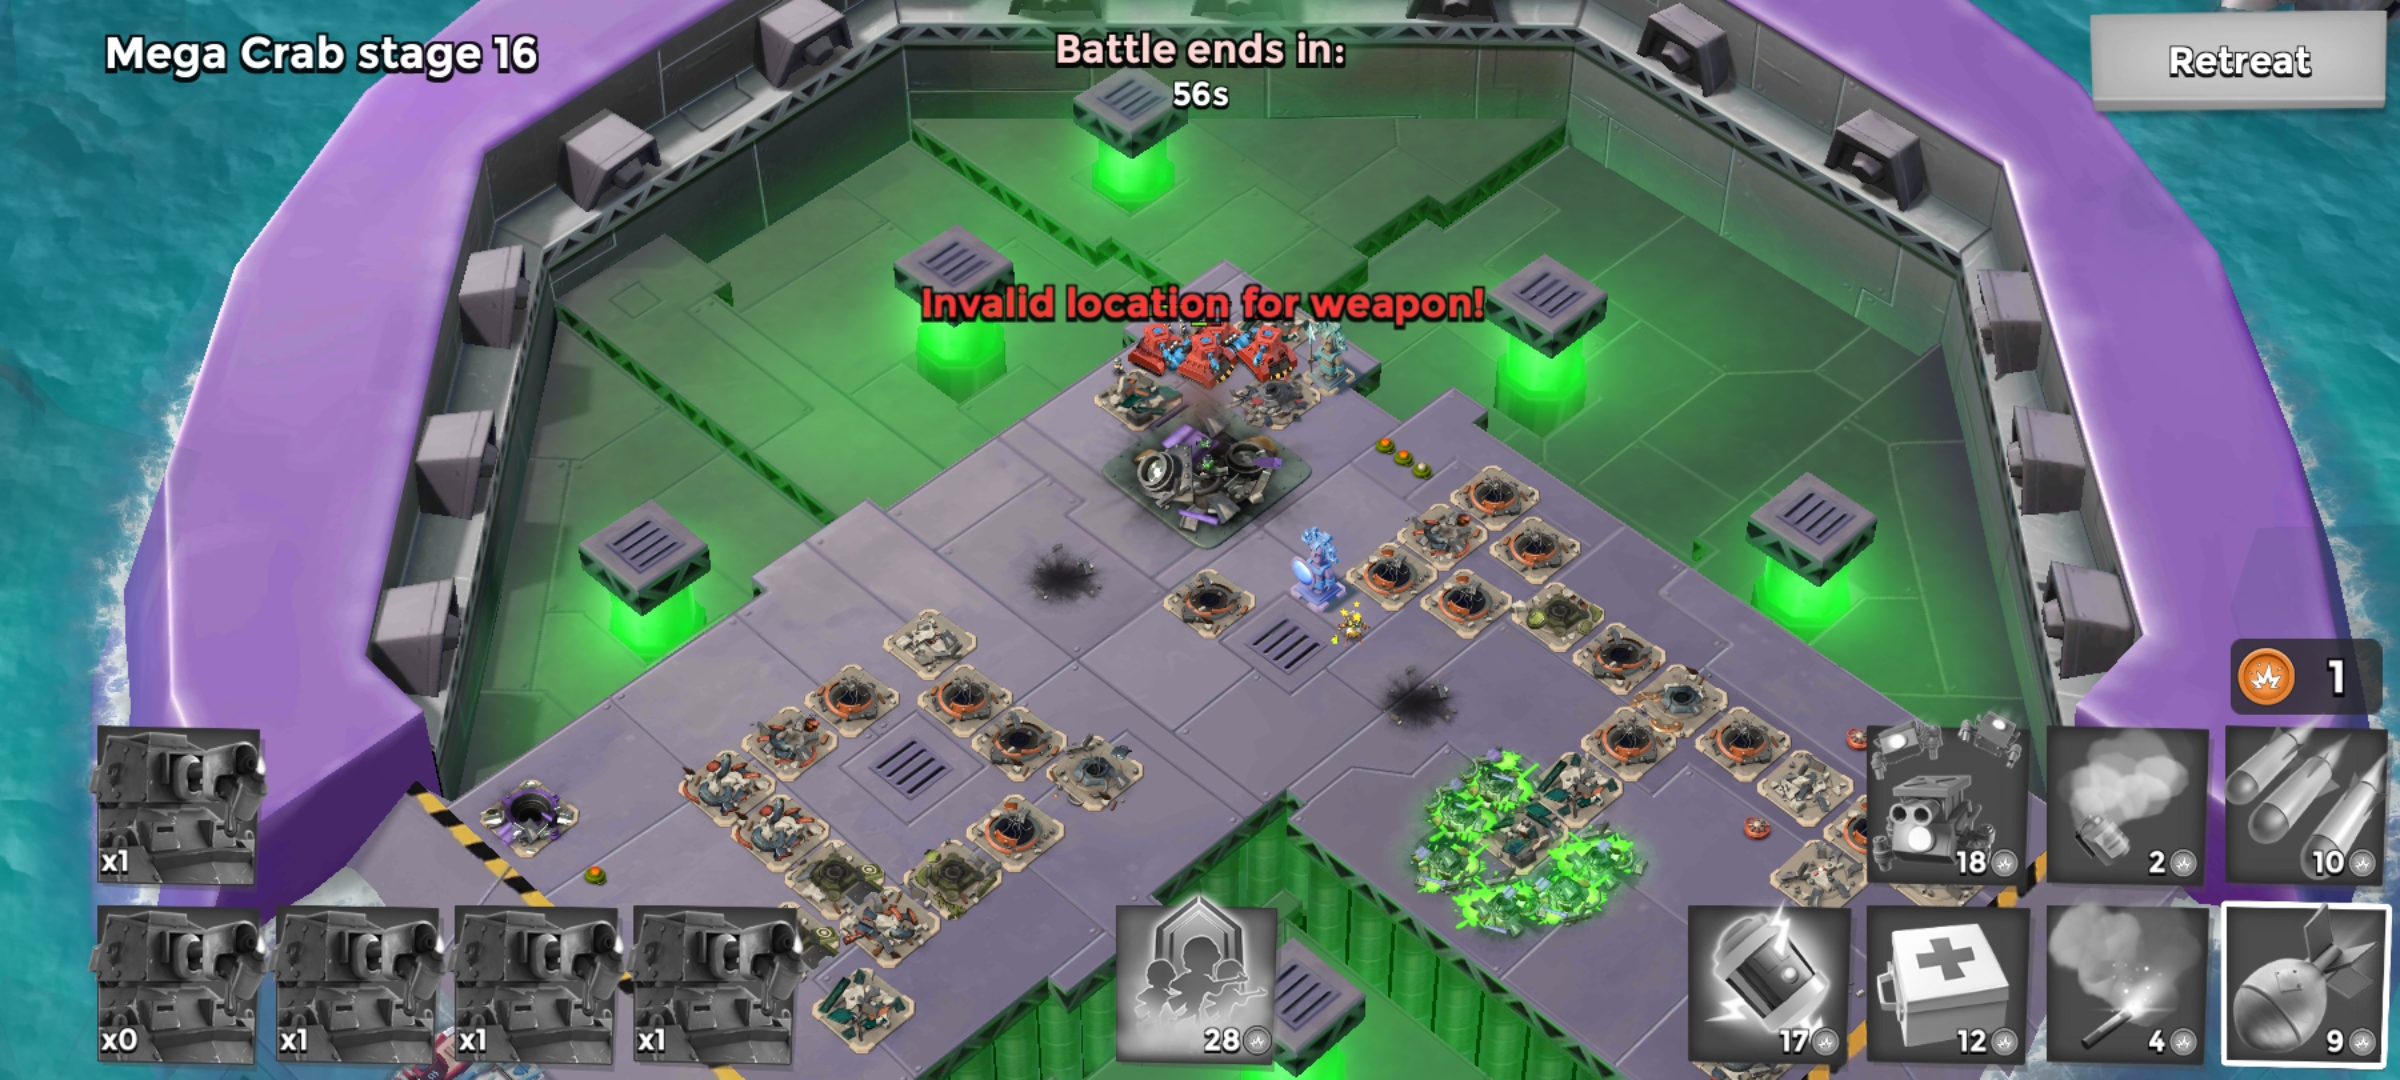 Mega Crab stage 16
Battle ends in:
56s
Retreat
Invalid location for weapon!
1
x1
18
2
10
x0
x1
x1
x1
28
17
12
4
9